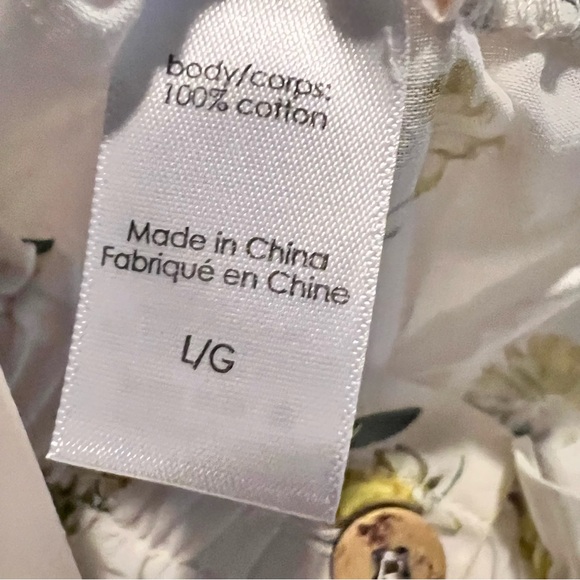 body/corps:
100% cotton
Made in China
Fabriqué en Chine
L/G